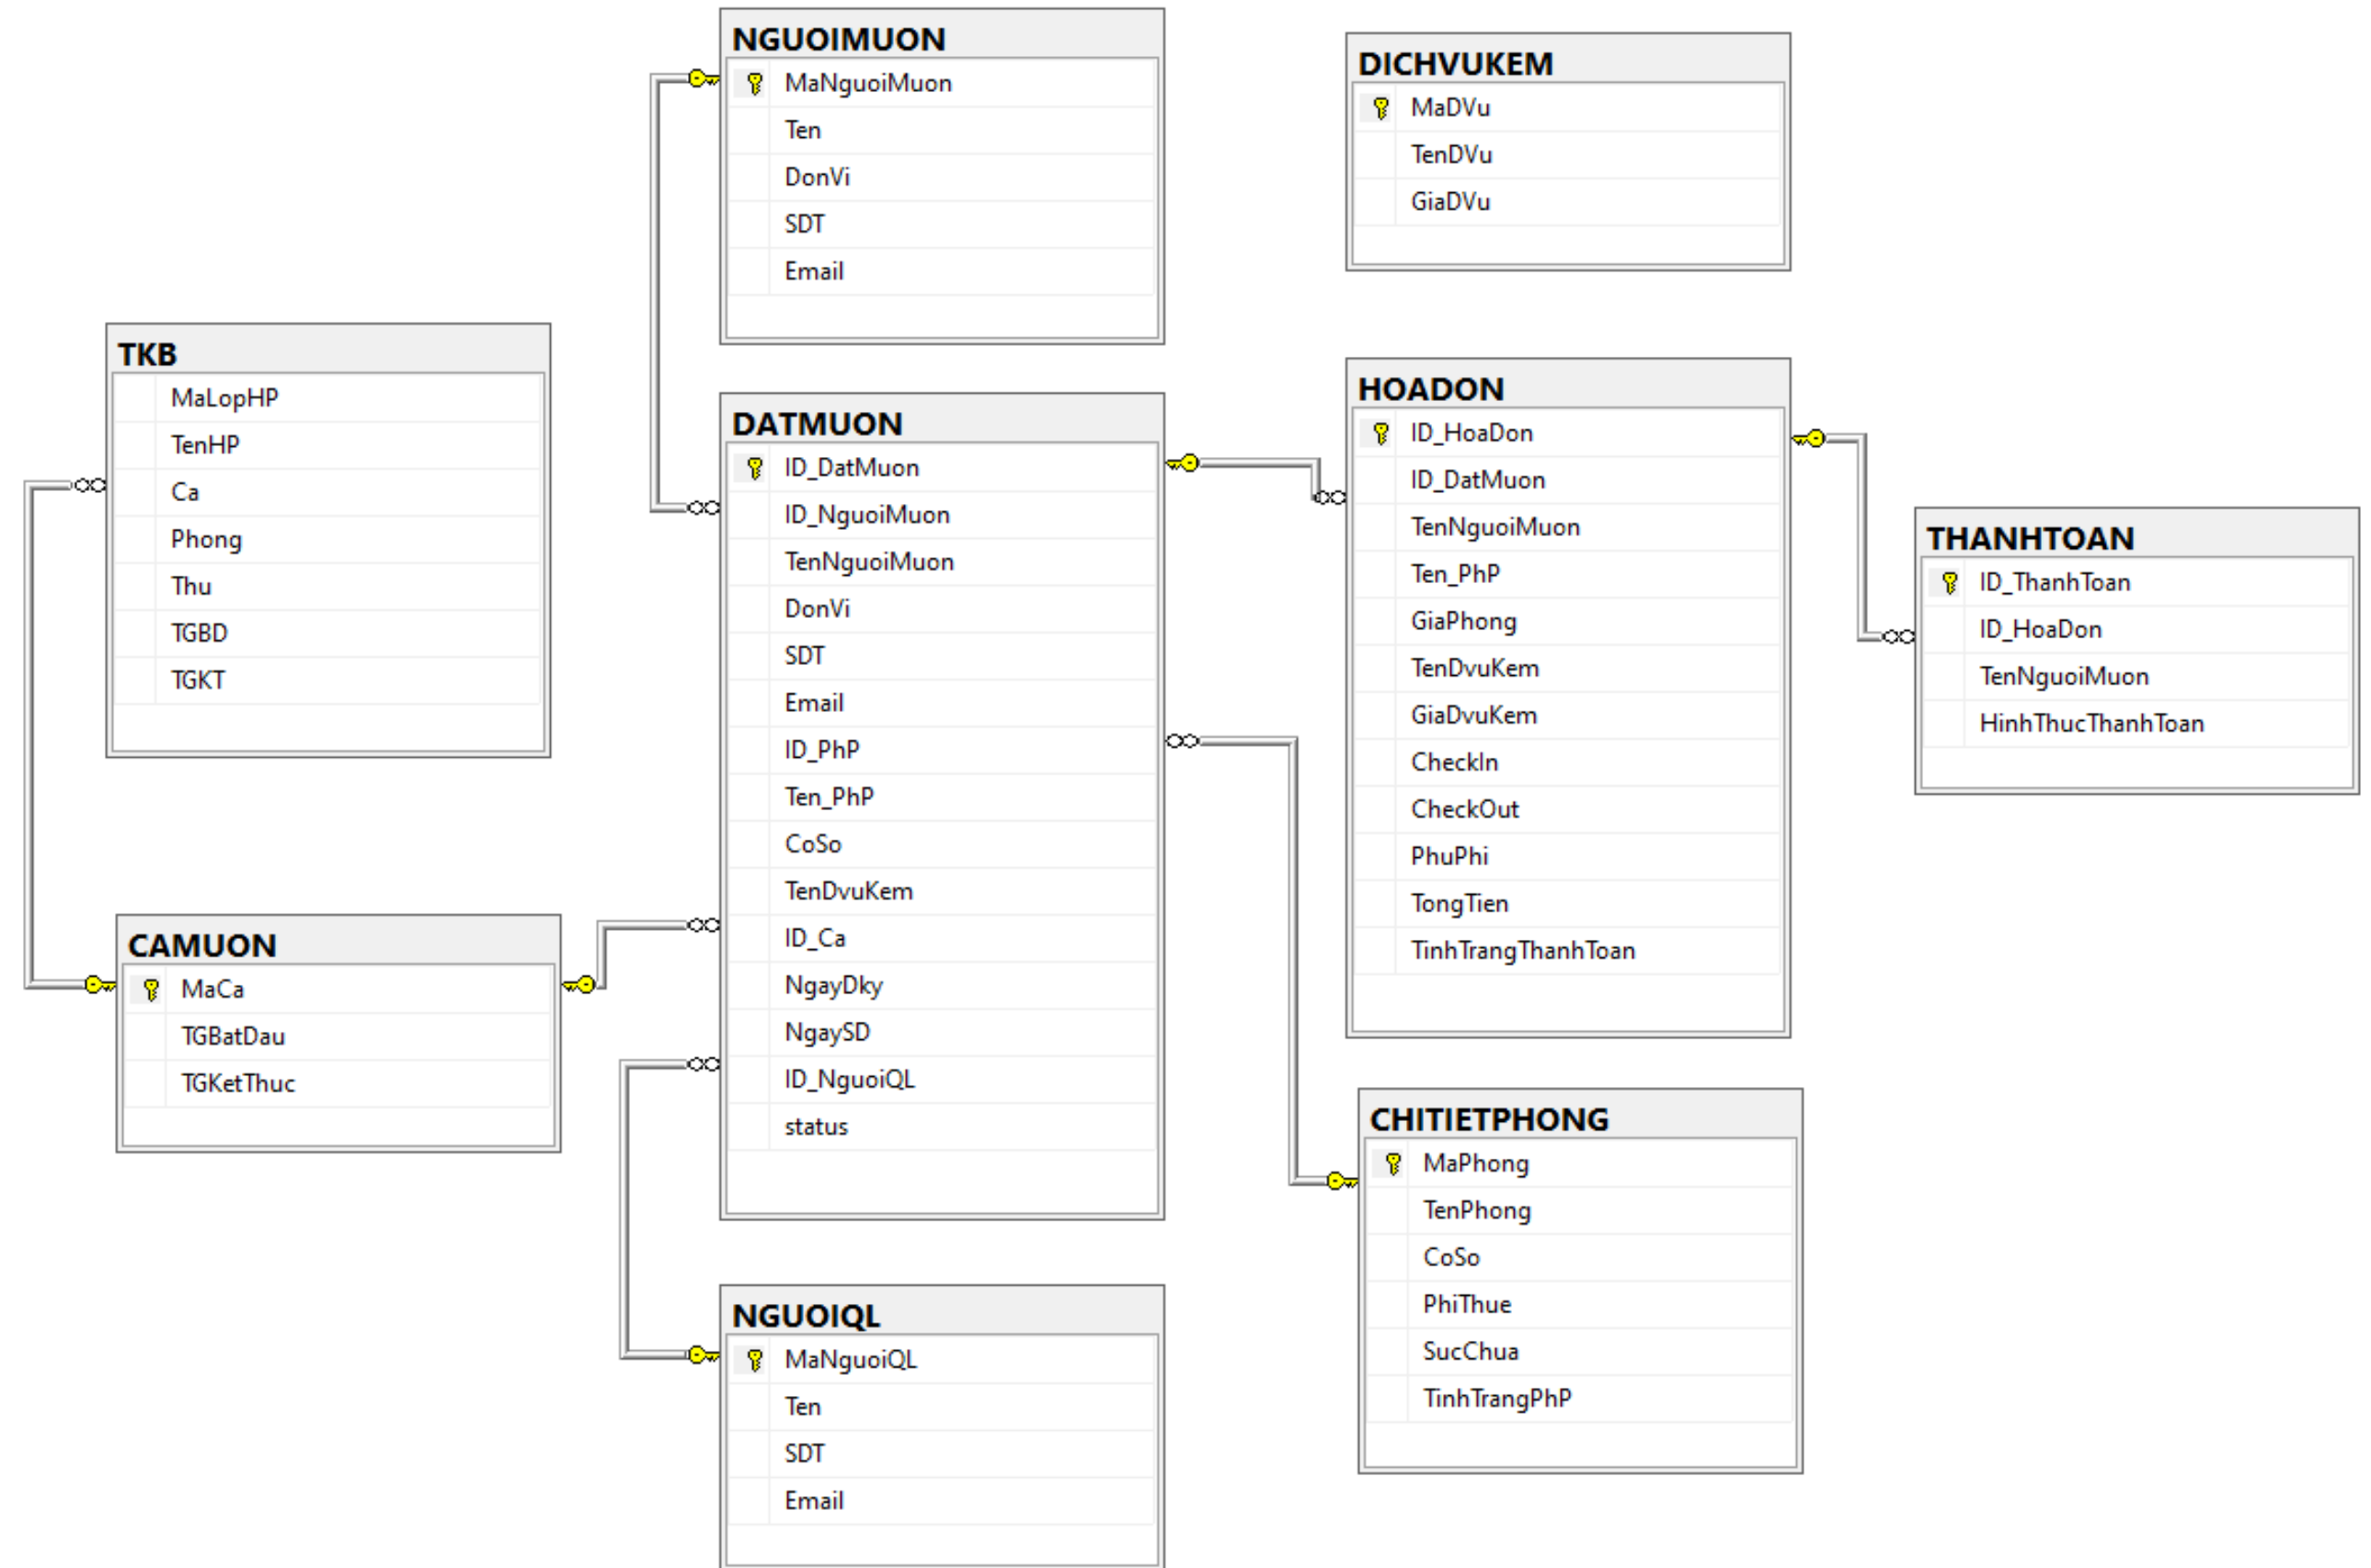 NGUOIMUON
MaNguoiMuon
Ten
DonVi
SDT
Email
DICHVUKEM
MaDVu
TenDVu
GiaDVu
TKB
MaLopHP
TenHP
Ca
Phong
Thu
TGBD
TGKT
DATMUON
ID_DatMuon
ID_NguoiMuon
TenNguoiMuon
DonVi
SDT
Email
ID_PhP
Ten_PhP
CoSo
TenDvuKem
ID_Ca
NgayDky
NgaySD
ID_NguoiQL
status
HOADON
ID_HoaDon
ID_DatMuon
TenNguoiMuon
Ten_PhP
GiaPhong
TenDvuKem
GiaDvuKem
CheckIn
CheckOut
PhuPhi
TongTien
TinhTrangThanhToan
THANHTOAN
ID_ThanhToan
ID_HoaDon
TenNguoiMuon
HinhThucThanhToan
CAMUON
MaCa
TGBatDau
TGKetThuc
CHITIETPHONG
MaPhong
TenPhong
CoSo
PhiThue
SucChua
TinhTrangPhP
NGUOIQL
MaNguoiQL
Ten
SDT
Email